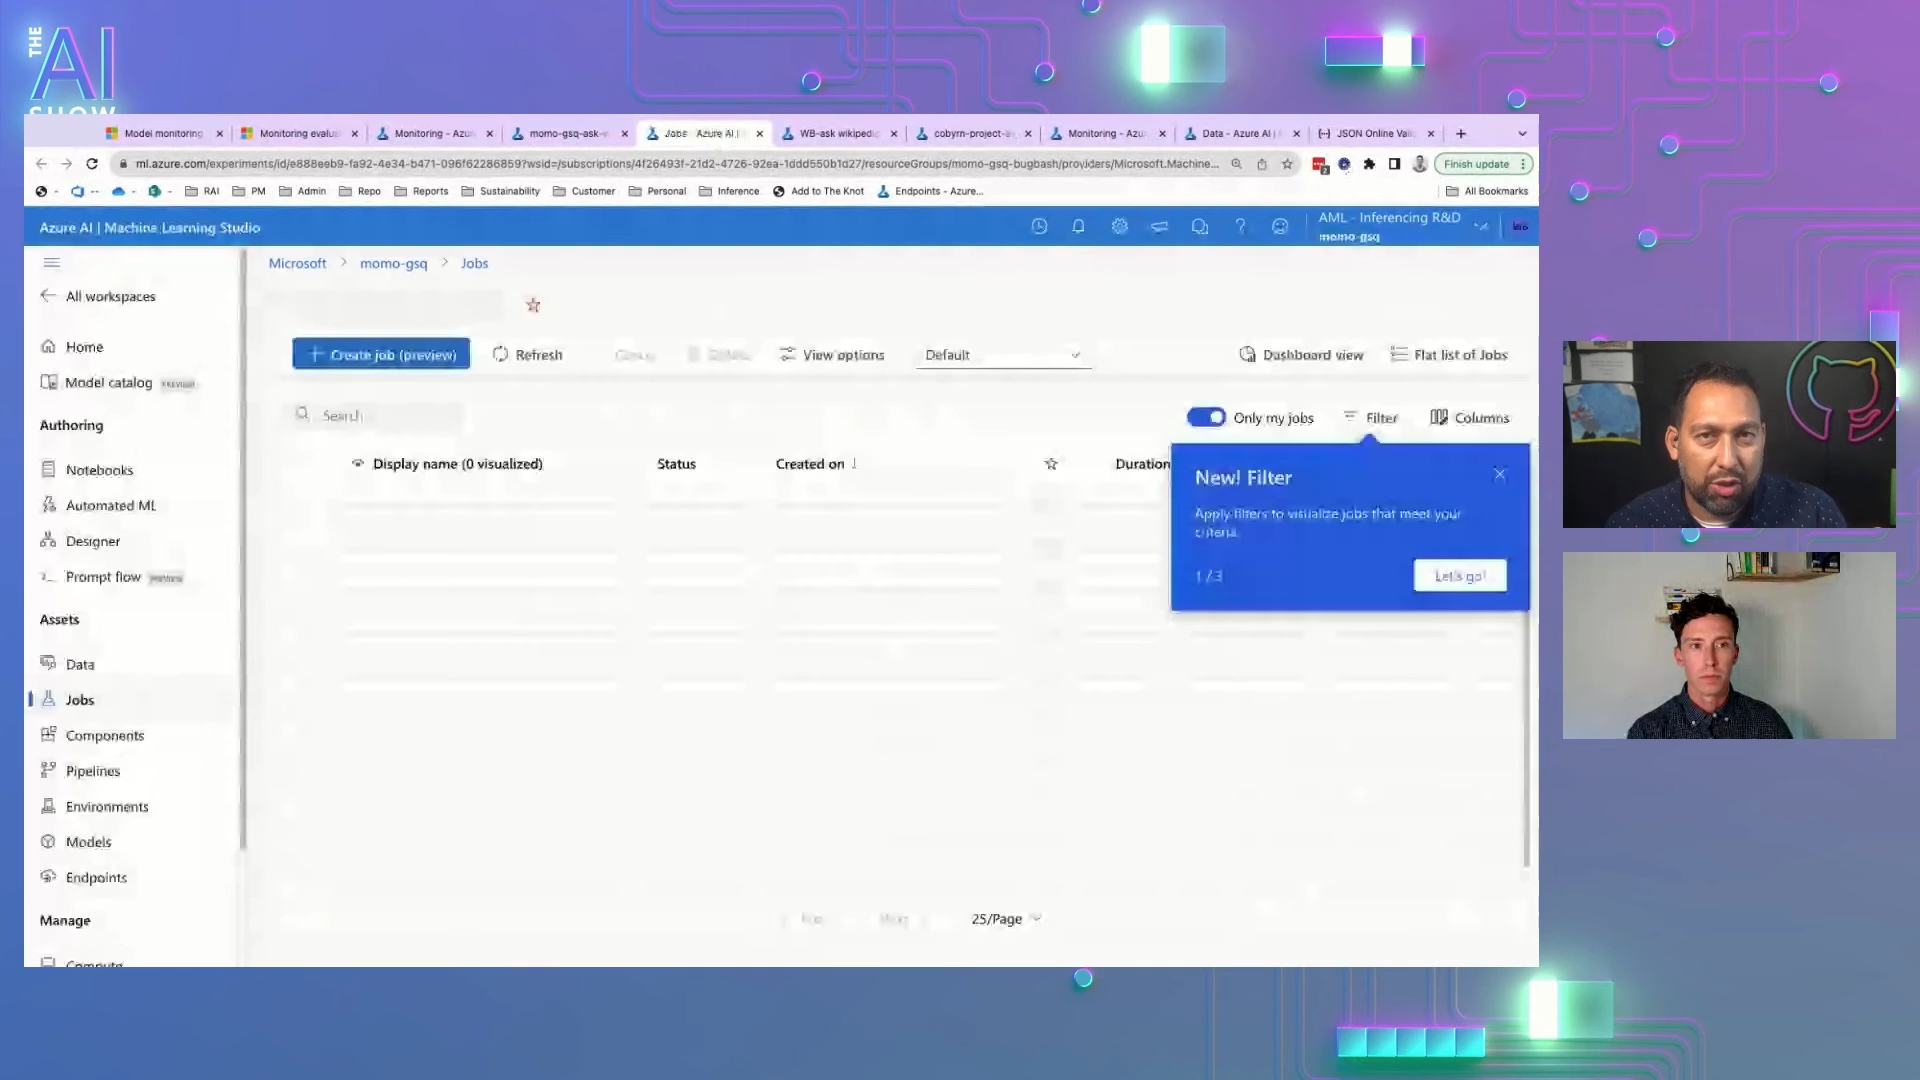 THE
AI
SHOW
Model monitoring
Monitoring evalua
Monitoring - Azur
momo-gsq-ask-w
Jobs Azure AI |
WB-ask wikipedi
cobyrn-project-a
Monitoring - Azu
Data - Azure AI |
JSON Online Vali
ml.azure.com/experiments/id/e888eeb9-fa92-4e34-b471-096f62286859?wsid=/subscriptions/4f26493f-21d2-4726-92ea-1ddd550b1d27/resourceGroups/momo-gsq-bugbash/providers/Microsoft.Machine...
Finish update
RAI
PM
Admin
Repo
Reports
Sustainability
Customer
Personal
Inference
Add to The Knot
Endpoints - Azure...
All Bookmarks
Azure AI | Machine Learning Studio
AML - Inferencing R&D
momo-gsq
Microsoft > momo-gsq > Jobs
All workspaces
Home
Model catalog PREVIEW
Authoring
Notebooks
Automated ML
Designer
Prompt flow PREVIEW
Assets
Data
Jobs
Components
Pipelines
Environments
Models
Endpoints
Manage
Compute
+ Create job (preview)
Refresh
View options
Default
Dashboard view
Flat list of Jobs
Search
Only my jobs
Filter
Columns
Display name (0 visualized)
Status
Created on ↓
Duration
New! Filter
Apply filters to visualize jobs that meet your
criteria.
1 / 3
Let's go!
25/Page